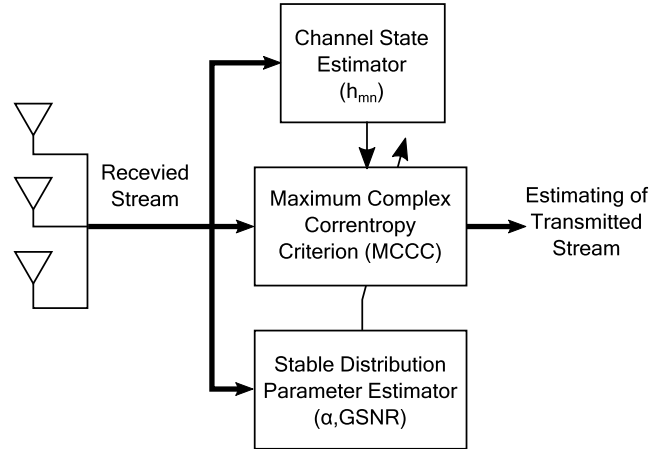 Channel State
Estimator
(hmn)
Recevied
Stream
Maximum Complex
Correntropy
Criterion (MCCC)
Estimating of
Transmitted
Stream
Stable Distribution
Parameter Estimator
(α,GSNR)